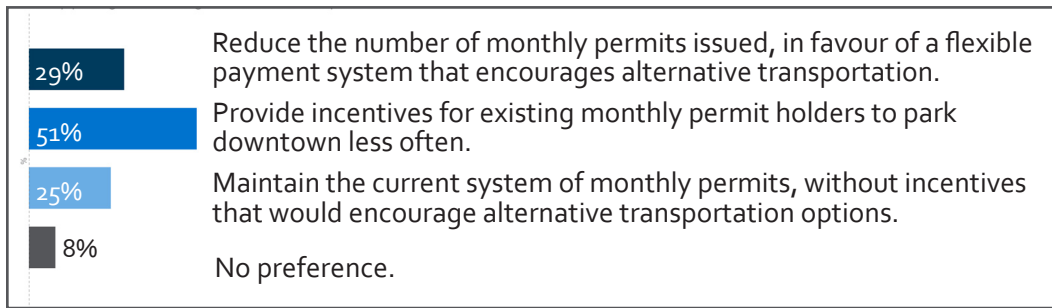 29%
Reduce the number of monthly permits issued, in favour of a flexible
payment system that encourages alternative transportation.
51%
Provide incentives for existing monthly permit holders to park
downtown less often.
25%
Maintain the current system of monthly permits, without incentives
that would encourage alternative transportation options.
8%
No preference.